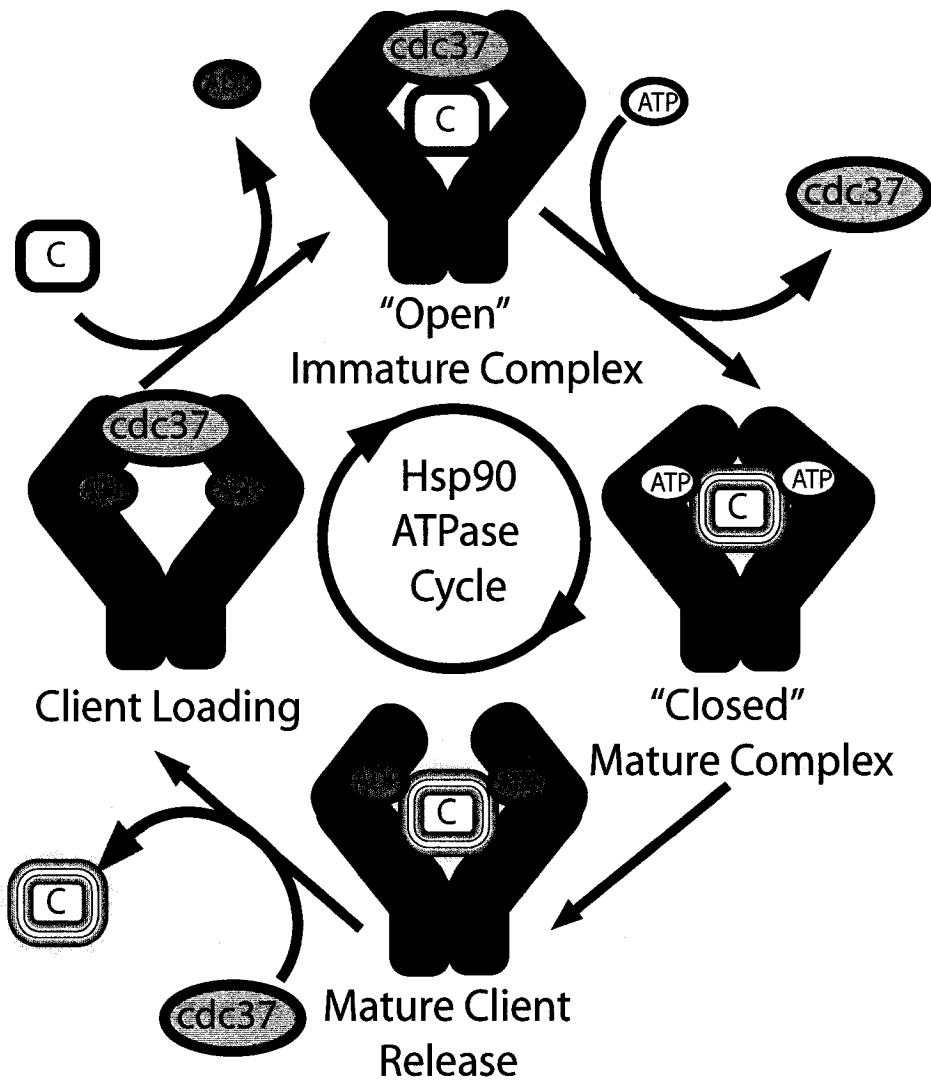 cdc37
C
ATP
cdc37
C
"Open"
Immature Complex
cdc37
Hsp90
ATPase
Cycle
ATP
C
ATP
Client Loading
"Closed"
Mature Complex
C
C
cdc37
Mature Client
Release